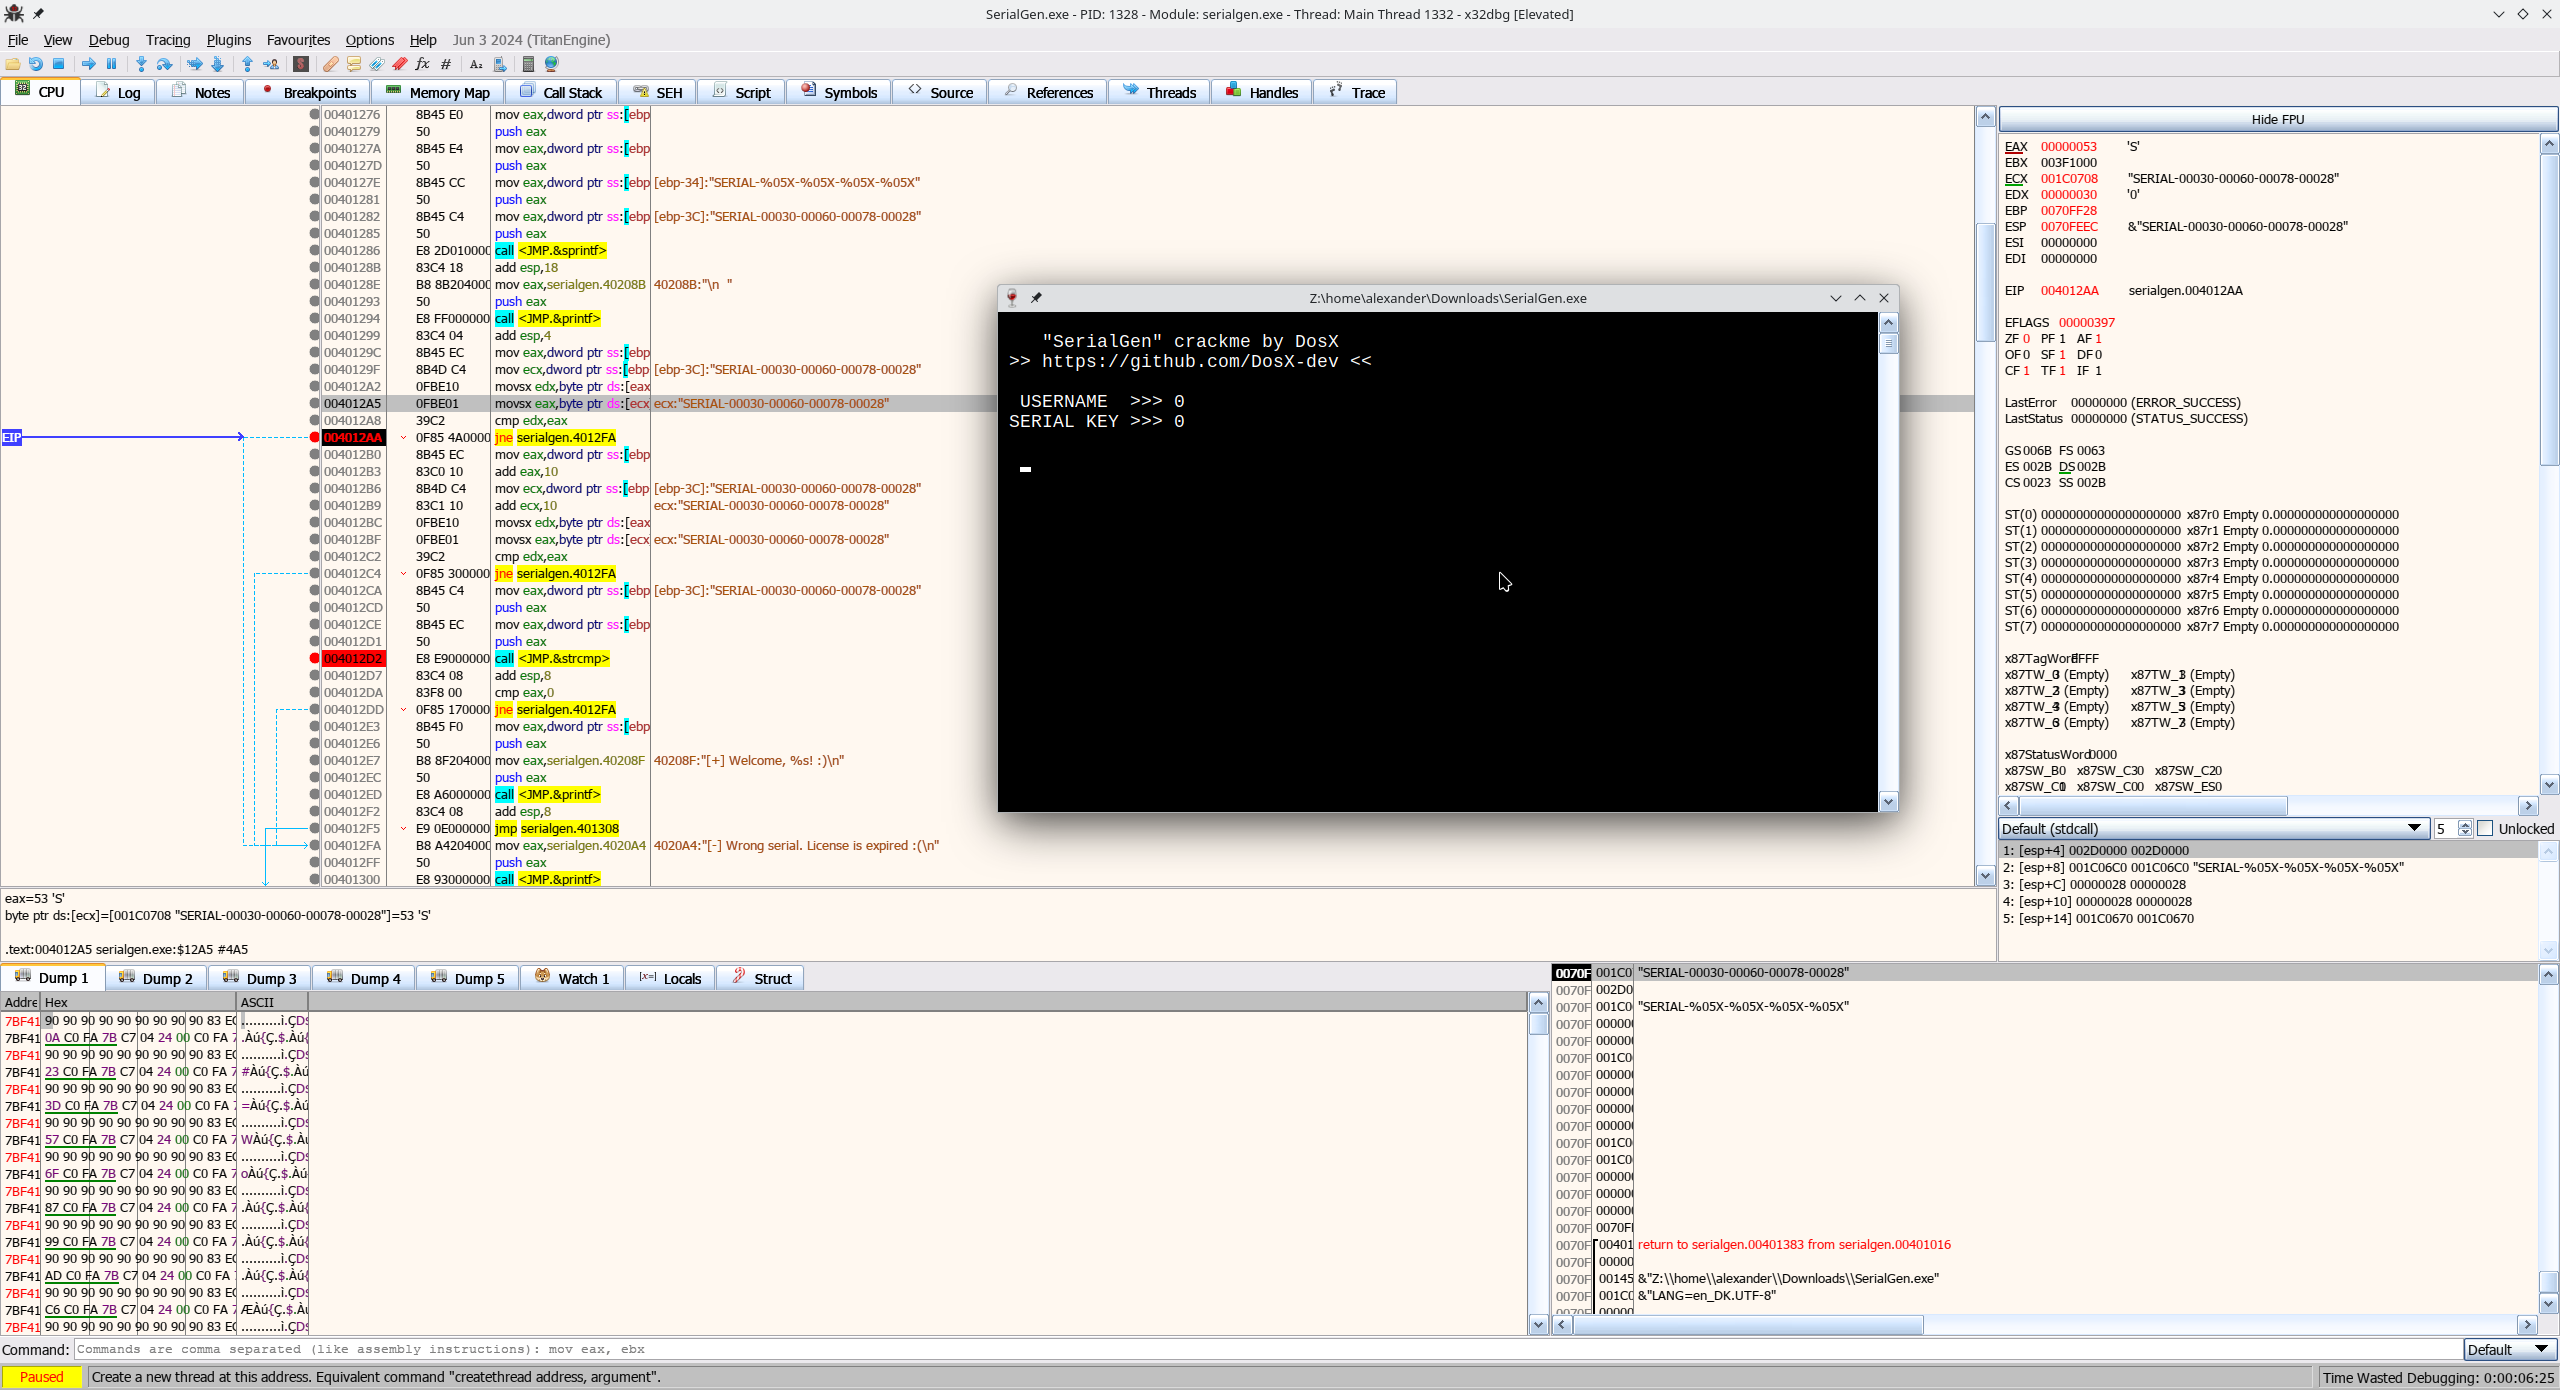 SerialGen.exe - PID: 1328 - Module: serialgen.exe - Thread: Main Thread 1332 - x32dbg [Elevated]
File View Debug Tracing Plugins Favourites Options Help Jun 3 2024 (TitanEngine)
CPU Log Notes Breakpoints Memory Map Call Stack SEH Script Symbols Source References Threads Handles Trace
00401276 8B45 E0 mov eax,dword ptr ss:[ebp
00401279 50 push eax
0040127A 8B45 E4 mov eax,dword ptr ss:[ebp
0040127D 50 push eax
0040127E 8B45 CC mov eax,dword ptr ss:[ebp [ebp-34]:"SERIAL-%05X-%05X-%05X-%05X"
00401281 50 push eax
00401282 8B45 C4 mov eax,dword ptr ss:[ebp [ebp-3C]:"SERIAL-00030-00060-00078-00028"
00401285 50 push eax
00401286 E8 2D010000 call <JMP.&sprintf>
0040128B 83C4 18 add esp,18
0040128E B8 8B204000 mov eax,serialgen.40208B 40208B:"\n  "
00401293 50 push eax
00401294 E8 FF000000 call <JMP.&printf>
00401299 83C4 04 add esp,4
0040129C 8B45 EC mov eax,dword ptr ss:[ebp
0040129F 8B4D C4 mov ecx,dword ptr ss:[ebp [ebp-3C]:"SERIAL-00030-00060-00078-00028"
004012A2 0FBE10 movsx edx,byte ptr ds:[eax
004012A5 0FBE01 movsx eax,byte ptr ds:[ecx ecx:"SERIAL-00030-00060-00078-00028"
004012A8 39C2 cmp edx,eax
EIP 004012AA 0F85 4A0000 jne serialgen.4012FA
004012B0 8B45 EC mov eax,dword ptr ss:[ebp
004012B3 83C0 10 add eax,10
004012B6 8B4D C4 mov ecx,dword ptr ss:[ebp [ebp-3C]:"SERIAL-00030-00060-00078-00028"
004012B9 83C1 10 add ecx,10 ecx:"SERIAL-00030-00060-00078-00028"
004012BC 0FBE10 movsx edx,byte ptr ds:[eax
004012BF 0FBE01 movsx eax,byte ptr ds:[ecx ecx:"SERIAL-00030-00060-00078-00028"
004012C2 39C2 cmp edx,eax
004012C4 0F85 300000 jne serialgen.4012FA
004012CA 8B45 C4 mov eax,dword ptr ss:[ebp [ebp-3C]:"SERIAL-00030-00060-00078-00028"
004012CD 50 push eax
004012CE 8B45 EC mov eax,dword ptr ss:[ebp
004012D1 50 push eax
004012D2 E8 E9000000 call <JMP.&strcmp>
004012D7 83C4 08 add esp,8
004012DA 83F8 00 cmp eax,0
004012DD 0F85 170000 jne serialgen.4012FA
004012E3 8B45 F0 mov eax,dword ptr ss:[ebp
004012E6 50 push eax
004012E7 B8 8F204000 mov eax,serialgen.40208F 40208F:"[+] Welcome, %s! :)\n"
004012EC 50 push eax
004012ED E8 A6000000 call <JMP.&printf>
004012F2 83C4 08 add esp,8
004012F5 E9 0E000000 jmp serialgen.401308
004012FA B8 A4204000 mov eax,serialgen.4020A4 4020A4:"[-] Wrong serial. License is expired :(\n"
004012FF 50 push eax
00401300 E8 93000000 call <JMP.&printf>
Z:\home\alexander\Downloads\SerialGen.exe
"SerialGen" crackme by DosX
>> https://github.com/DosX-dev <<
USERNAME >>> 0
SERIAL KEY >>> 0
Hide FPU
EAX 00000053 'S'
EBX 003F1000
ECX 001C0708 "SERIAL-00030-00060-00078-00028"
EDX 00000030 '0'
EBP 0070FF28
ESP 0070FEEC &"SERIAL-00030-00060-00078-00028"
ESI 00000000
EDI 00000000
EIP 004012AA serialgen.004012AA
EFLAGS 00000397
ZF 0 PF 1 AF 1
OF 0 SF 1 DF 0
CF 1 TF 1 IF 1
LastError 00000000 (ERROR_SUCCESS)
LastStatus 00000000 (STATUS_SUCCESS)
GS 006B FS 0063
ES 002B DS 002B
CS 0023 SS 002B
ST(0) 00000000000000000000 x87r0 Empty 0.000000000000000000
ST(1) 00000000000000000000 x87r1 Empty 0.000000000000000000
ST(2) 00000000000000000000 x87r2 Empty 0.000000000000000000
ST(3) 00000000000000000000 x87r3 Empty 0.000000000000000000
ST(4) 00000000000000000000 x87r4 Empty 0.000000000000000000
ST(5) 00000000000000000000 x87r5 Empty 0.000000000000000000
ST(6) 00000000000000000000 x87r6 Empty 0.000000000000000000
ST(7) 00000000000000000000 x87r7 Empty 0.000000000000000000
x87TagWord FFFF
x87TW_0 (Empty) x87TW_1 (Empty)
x87TW_2 (Empty) x87TW_3 (Empty)
x87TW_4 (Empty) x87TW_5 (Empty)
x87TW_6 (Empty) x87TW_7 (Empty)
x87StatusWord 0000
x87SW_B 0 x87SW_C3 0 x87SW_C2 0
x87SW_C1 x87SW_C0 0 x87SW_ES 0
Default (stdcall) 5 Unlocked
1: [esp+4] 002D0000 002D0000
2: [esp+8] 001C06C0 001C06C0 "SERIAL-%05X-%05X-%05X-%05X"
3: [esp+C] 00000028 00000028
4: [esp+10] 00000028 00000028
5: [esp+14] 001C0670 001C0670
eax=53 'S'
byte ptr ds:[ecx]=[001C0708 "SERIAL-00030-00060-00078-00028"]=53 'S'
.text:004012A5 serialgen.exe:$12A5 #4A5
Dump 1 Dump 2 Dump 3 Dump 4 Dump 5 Watch 1 Locals Struct
Addre Hex ASCII
7BF41 90 90 90 90 90 90 90 90 90 83 EC ..........ì.ÇD$
7BF41 0A C0 FA 7B C7 04 24 00 C0 FA 7 .Àú{Ç.$.Àú{
7BF41 90 90 90 90 90 90 90 90 90 83 EC ..........ì.ÇD$
7BF41 23 C0 FA 7B C7 04 24 00 C0 FA 7 #Àú{Ç.$.Àú
7BF41 90 90 90 90 90 90 90 90 90 83 EC ..........ì.ÇD$
7BF41 3D C0 FA 7B C7 04 24 00 C0 FA 7 =Àú{Ç.$.Àú{
7BF41 90 90 90 90 90 90 90 90 90 83 EC ..........ì.ÇD$
7BF41 57 C0 FA 7B C7 04 24 00 C0 FA 7 WÀú{Ç.$.Àú
7BF41 90 90 90 90 90 90 90 90 90 83 EC ..........ì.ÇD$
7BF41 6F C0 FA 7B C7 04 24 00 C0 FA 7 oÀú{Ç.$.Àú
7BF41 90 90 90 90 90 90 90 90 90 83 EC ..........ì.ÇD$
7BF41 87 C0 FA 7B C7 04 24 00 C0 FA 7 .Àú{Ç.$.Àú{
7BF41 90 90 90 90 90 90 90 90 90 83 EC ..........ì.ÇD$
7BF41 99 C0 FA 7B C7 04 24 00 C0 FA 7 .Àú{Ç.$.Àú{
7BF41 90 90 90 90 90 90 90 90 90 83 EC ..........ì.ÇD$
7BF41 AD C0 FA 7B C7 04 24 00 C0 FA .Àú{Ç.$.Àú{
7BF41 90 90 90 90 90 90 90 90 90 83 EC ..........ì.ÇD$
7BF41 C6 C0 FA 7B C7 04 24 00 C0 FA 7 ÆÀú{Ç.$.Àú
7BF41 90 90 90 90 90 90 90 90 90 83 EC ..........ì.ÇD$
0070F 001C0 "SERIAL-00030-00060-00078-00028"
0070F 002D0
0070F 001C0 "SERIAL-%05X-%05X-%05X-%05X"
0070F 00000
0070F 00000
0070F 001C0
0070F 00000
0070F 00000
0070F 00000
0070F 00000
0070F 001C0
0070F 001C0
0070F 00000
0070F 00000
0070F 00000
0070F 0070F
0070F 00401 return to serialgen.00401383 from serialgen.00401016
0070F 00000
0070F 00145 &"Z:\\home\\alexander\\Downloads\\SerialGen.exe"
0070F 001C0 &"LANG=en_DK.UTF-8"
0070F 00000
Command: Commands are comma separated (like assembly instructions): mov eax, ebx Default
Paused Create a new thread at this address. Equivalent command "createthread address, argument". Time Wasted Debugging: 0:00:06:25